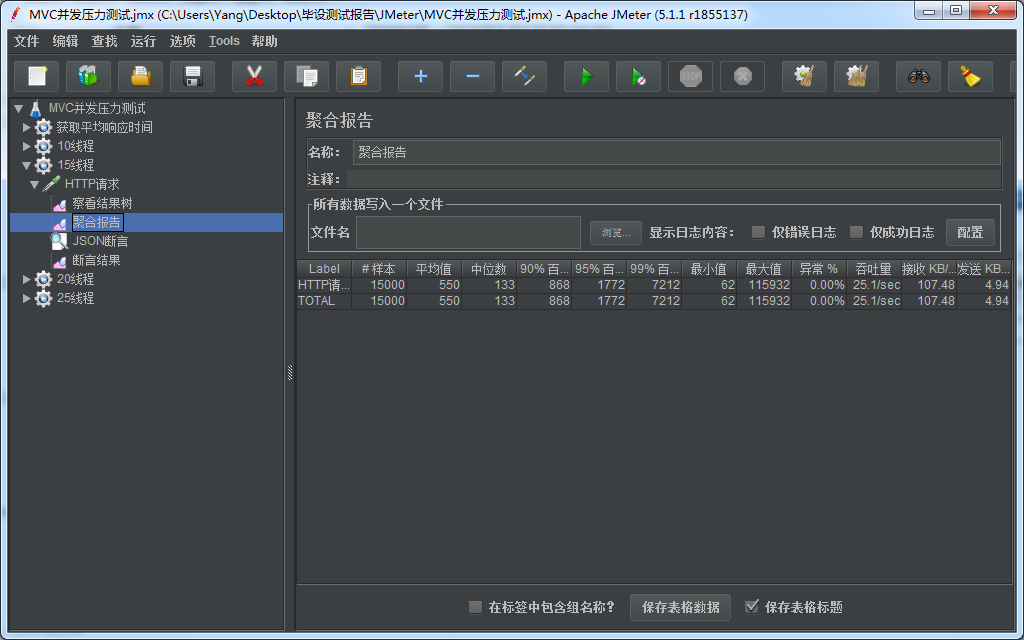 MVC并发压力测试.jmx (C:\Users\Yang\Desktop\毕设测试报告\JMeter\MVC并发压力测试.jmx) - Apache JMeter (5.1.1 r1855137)
文件 编辑 查找 运行 选项 Tools 帮助
STOP
MVC并发压力测试
获取平均响应时间
10线程
15线程
HTTP请求
察看结果树
聚合报告
JSON断言
断言结果
20线程
25线程
聚合报告
名称： 聚合报告
注释：
所有数据写入一个文件
文件名 浏览... 显示日志内容： 仅错误日志 仅成功日志 配置
Label # 样本 平均值 中位数 90% 百... 95% 百... 99% 百... 最小值 最大值 异常 % 吞吐量 接收 KB/... 发送 KB...
HTTP请... 15000 550 133 868 1772 7212 62 115932 0.00% 25.1/sec 107.48 4.94
TOTAL 15000 550 133 868 1772 7212 62 115932 0.00% 25.1/sec 107.48 4.94
在标签中包含组名称？ 保存表格数据 保存表格标题